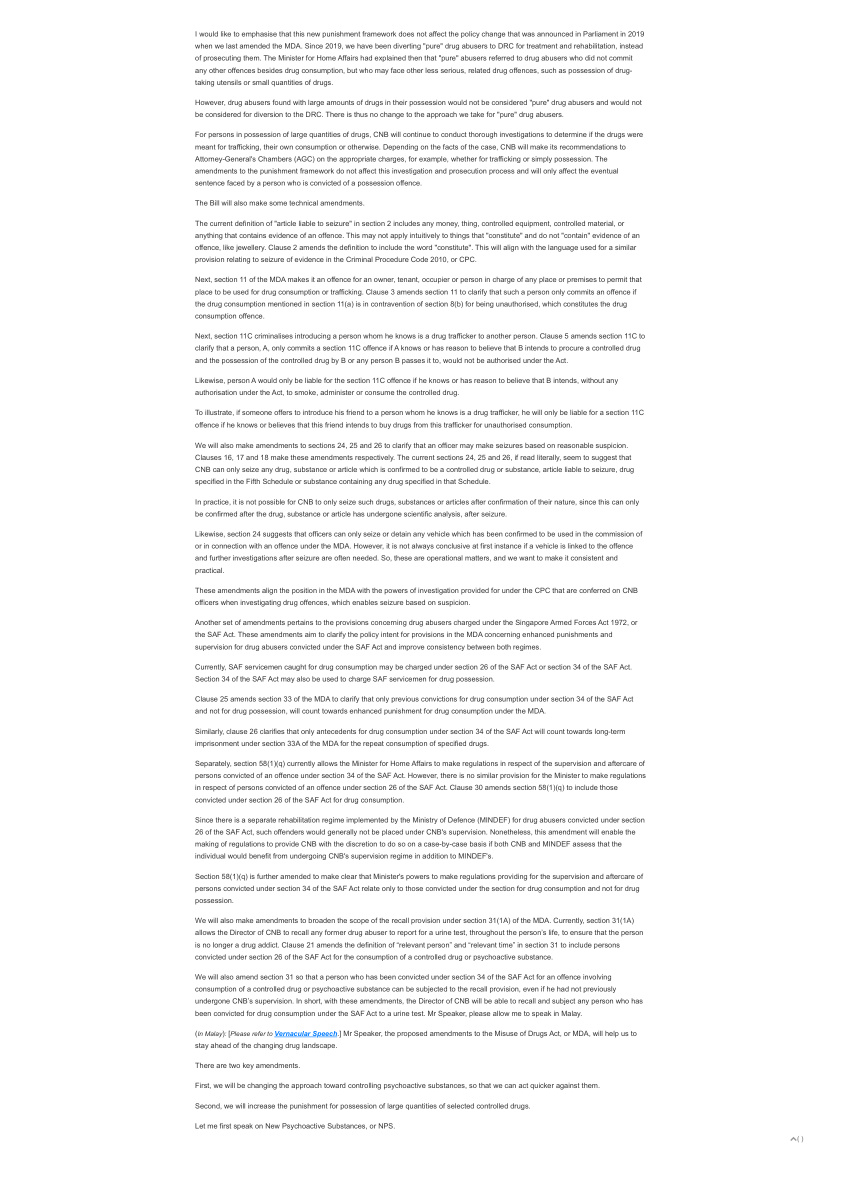 I would like to emphasise that this new punishment framework does not affect the policy change that was announced in Parliament in 2019
when we last amended the MDA. Since 2019, we have been diverting "pure" drug abusers to DRC for treatment and rehabilitation, instead
of prosecuting them. The Minister for Home Affairs had explained then that "pure" abusers referred to drug abusers who did not commit
any other offences besides drug consumption, but who may face other less serious, related drug offences, such as possession of drug-
taking utensils or small quantities of drugs.
However, drug abusers found with large amounts of drugs in their possession would not be considered "pure" drug abusers and would not
be considered for diversion to the DRC. There is thus no change to the approach we take for "pure" drug abusers.
For persons in possession of large quantities of drugs, CNB will continue to conduct thorough investigations to determine if the drugs were
meant for trafficking, their own consumption or otherwise. Depending on the facts of the case, CNB will make its recommendations to
Attorney-General's Chambers (AGC) on the appropriate charges, for example, whether for trafficking or simply possession. The
amendments to the punishment framework do not affect this investigation and prosecution process and will only affect the eventual
sentence faced by a person who is convicted of a possession offence.
The Bill will also make some technical amendments.
The current definition of "article liable to seizure" in section 2 includes any money, thing, controlled equipment, controlled material, or
anything that contains evidence of an offence. This may not apply intuitively to things that "constitute" and do not "contain" evidence of an
offence, like jewellery. Clause 2 amends the definition to include the word "constitute". This will align with the language used for a similar
provision relating to seizure of evidence in the Criminal Procedure Code 2010, or CPC.
Next, section 11 of the MDA makes it an offence for an owner, tenant, occupier or person in charge of any place or premises to permit that
place to be used for drug consumption or trafficking. Clause 3 amends section 11 to clarify that such a person only commits an offence if
the drug consumption mentioned in section 11(a) is in contravention of section 8(b) for being unauthorised, which constitutes the drug
consumption offence.
Next, section 11C criminalises introducing a person whom he knows is a drug trafficker to another person. Clause 5 amends section 11C to
clarify that a person, A, only commits a section 11C offence if A knows or has reason to believe that B intends to procure a controlled drug
and the possession of the controlled drug by B or any person B passes it to, would not be authorised under the Act.
Likewise, person A would only be liable for the section 11C offence if he knows or has reason to believe that B intends, without any
authorisation under the Act, to smoke, administer or consume the controlled drug.
To illustrate, if someone offers to introduce his friend to a person whom he knows is a drug trafficker, he will only be liable for a section 11C
offence if he knows or believes that this friend intends to buy drugs from this trafficker for unauthorised consumption.
We will also make amendments to sections 24, 25 and 26 to clarify that an officer may make seizures based on reasonable suspicion.
Clauses 16, 17 and 18 make these amendments respectively. The current sections 24, 25 and 26, if read literally, seem to suggest that
CNB can only seize any drug, substance or article which is confirmed to be a controlled drug or substance, article liable to seizure, drug
specified in the Fifth Schedule or substance containing any drug specified in that Schedule.
In practice, it is not possible for CNB to only seize such drugs, substances or articles after confirmation of their nature, since this can only
be confirmed after the drug, substance or article has undergone scientific analysis, after seizure.
Likewise, section 24 suggests that officers can only seize or detain any vehicle which has been confirmed to be used in the commission of
or in connection with an offence under the MDA. However, it is not always conclusive at first instance if a vehicle is linked to the offence
and further investigations after seizure are often needed. So, these are operational matters, and we want to make it consistent and
practical.
These amendments align the position in the MDA with the powers of investigation provided for under the CPC that are conferred on CNB
officers when investigating drug offences, which enables seizure based on suspicion.
Another set of amendments pertains to the provisions concerning drug abusers charged under the Singapore Armed Forces Act 1972, or
the SAF Act. These amendments aim to clarify the policy intent for provisions in the MDA concerning enhanced punishments and
supervision for drug abusers convicted under the SAF Act and improve consistency between both regimes.
Currently, SAF servicemen caught for drug consumption may be charged under section 26 of the SAF Act or section 34 of the SAF Act.
Section 34 of the SAF Act may also be used to charge SAF servicemen for drug possession.
Clause 25 amends section 33 of the MDA to clarify that only previous convictions for drug consumption under section 34 of the SAF Act
and not for drug possession, will count towards enhanced punishment for drug consumption under the MDA.
Similarly, clause 26 clarifies that only antecedents for drug consumption under section 34 of the SAF Act will count towards long-term
imprisonment under section 33A of the MDA for the repeat consumption of specified drugs.
Separately, section 58(1)(q) currently allows the Minister for Home Affairs to make regulations in respect of the supervision and aftercare of
persons convicted of an offence under section 34 of the SAF Act. However, there is no similar provision for the Minister to make regulations
in respect of persons convicted of an offence under section 26 of the SAF Act. Clause 30 amends section 58(1)(q) to include those
convicted under section 26 of the SAF Act for drug consumption.
Since there is a separate rehabilitation regime implemented by the Ministry of Defence (MINDEF) for drug abusers convicted under section
26 of the SAF Act, such offenders would generally not be placed under CNB's supervision. Nonetheless, this amendment will enable the
making of regulations to provide CNB with the discretion to do so on a case-by-case basis if both CNB and MINDEF assess that the
individual would benefit from undergoing CNB's supervision regime in addition to MINDEF's.
Section 58(1)(q) is further amended to make clear that Minister's powers to make regulations providing for the supervision and aftercare of
persons convicted under section 34 of the SAF Act relate only to those convicted under the section for drug consumption and not for drug
possession.
We will also make amendments to broaden the scope of the recall provision under section 31(1A) of the MDA. Currently, section 31(1A)
allows the Director of CNB to recall any former drug abuser to report for a urine test, throughout the person's life, to ensure that the person
is no longer a drug addict. Clause 21 amends the definition of "relevant person" and "relevant time" in section 31 to include persons
convicted under section 26 of the SAF Act for the consumption of a controlled drug or psychoactive substance.
We will also amend section 31 so that a person who has been convicted under section 34 of the SAF Act for an offence involving
consumption of a controlled drug or psychoactive substance can be subjected to the recall provision, even if he had not previously
undergone CNB's supervision. In short, with these amendments, the Director of CNB will be able to recall and subject any person who has
been convicted for drug consumption under the SAF Act to a urine test. Mr Speaker, please allow me to speak in Malay.
(In Malay): [Please refer to Vernacular Speech.] Mr Speaker, the proposed amendments to the Misuse of Drugs Act, or MDA, will help us to
stay ahead of the changing drug landscape.
There are two key amendments.
First, we will be changing the approach toward controlling psychoactive substances, so that we can act quicker against them.
Second, we will increase the punishment for possession of large quantities of selected controlled drugs.
Let me first speak on New Psychoactive Substances, or NPS.
( )